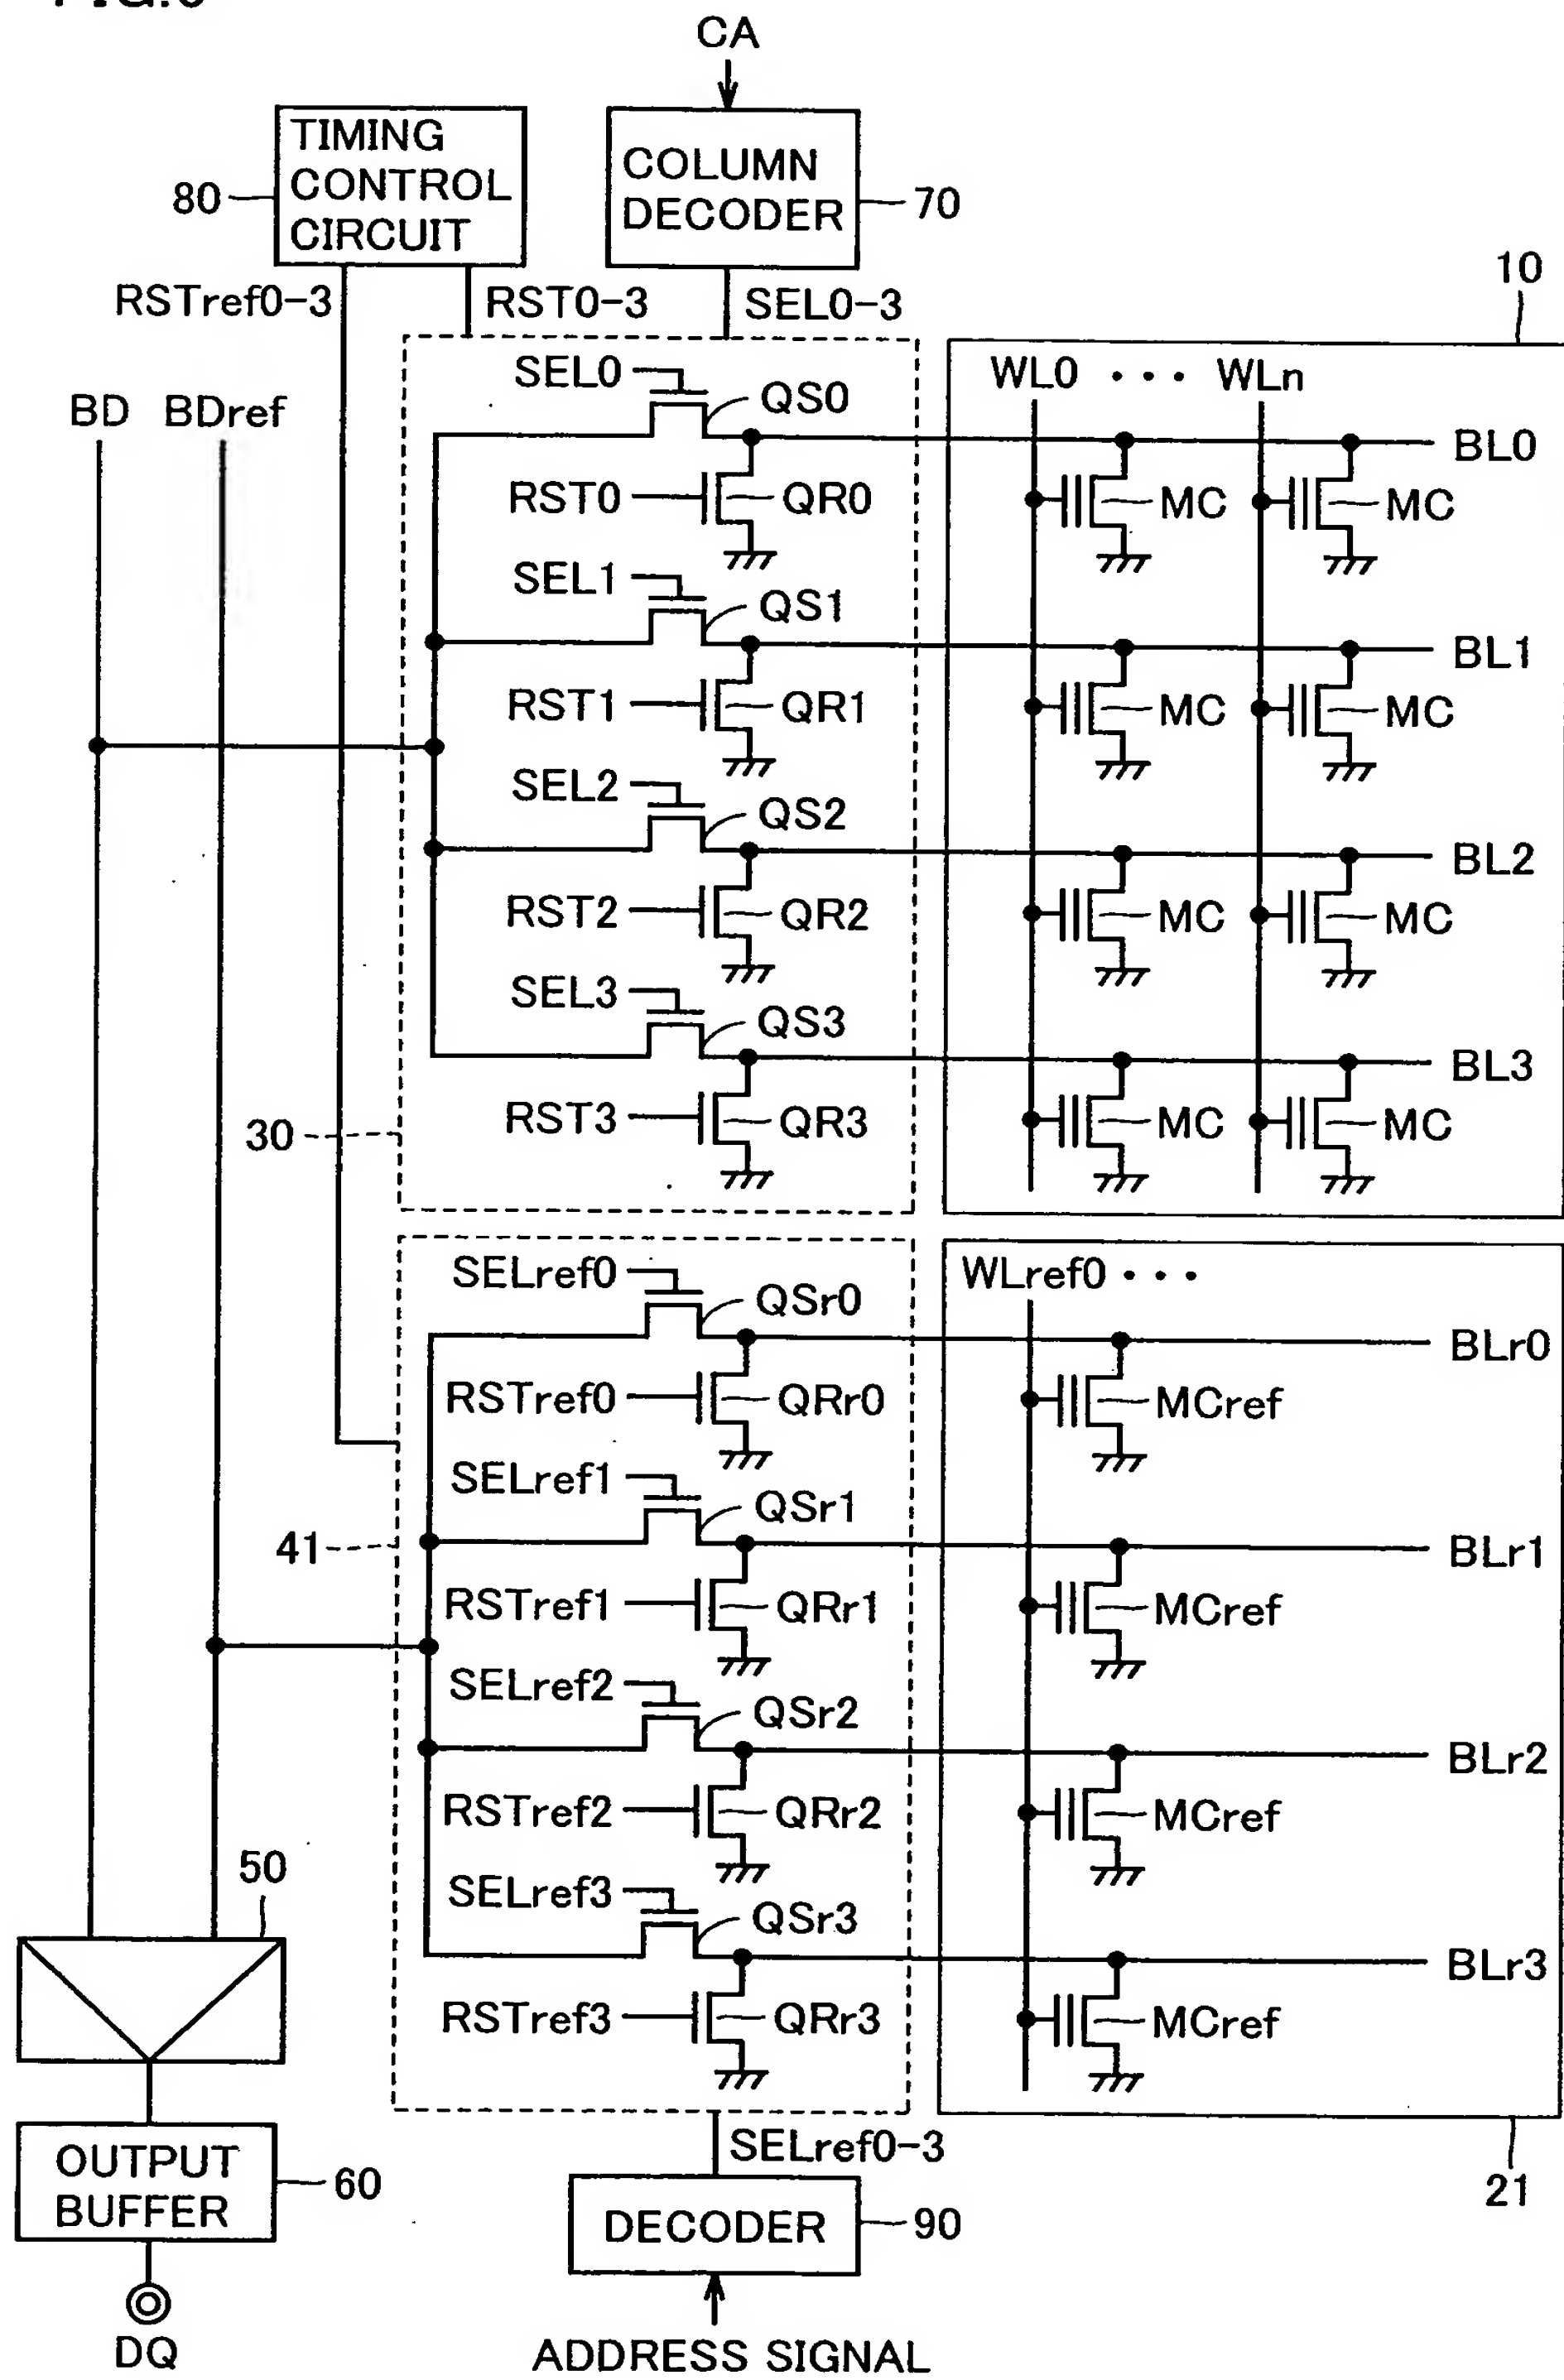 CA
TIMING
CONTROL
CIRCUIT
80
COLUMN
DECODER
70
RSTref0-3
RST0-3
SEL0-3
10
BD
BDref
SEL0
QS0
WL0 ··· WLn
BL0
RST0
QR0
MC
MC
SEL1
QS1
BL1
RST1
QR1
MC
MC
SEL2
QS2
BL2
RST2
QR2
MC
MC
SEL3
QS3
BL3
RST3
QR3
MC
MC
30
SELref0
QSr0
WLref0 ···
BLr0
RSTref0
QRr0
MCref
SELref1
QSr1
41
BLr1
RSTref1
QRr1
MCref
SELref2
QSr2
BLr2
RSTref2
QRr2
MCref
50
SELref3
QSr3
BLr3
RSTref3
QRr3
MCref
SELref0-3
OUTPUT
BUFFER
60
21
DECODER
90
DQ
ADDRESS SIGNAL